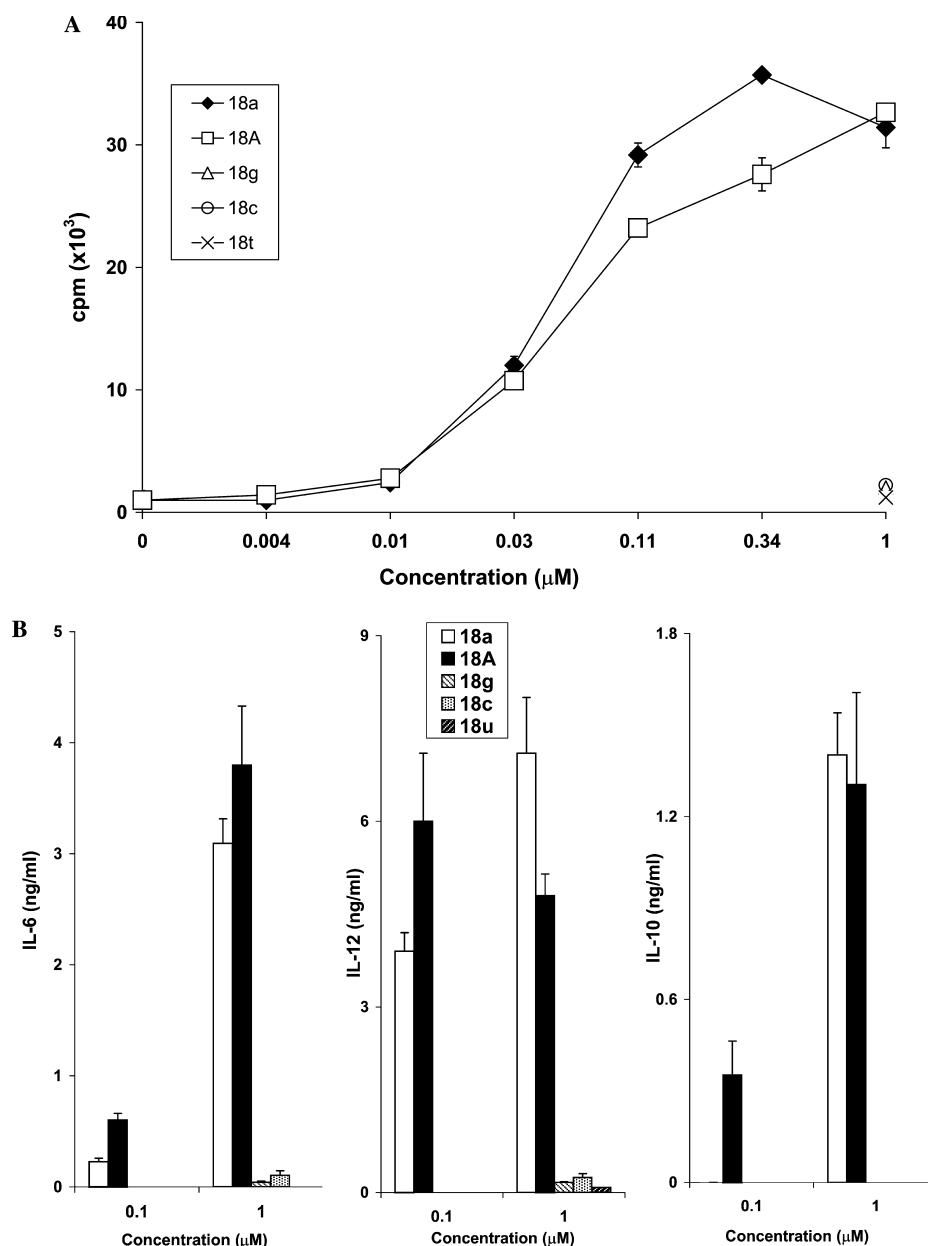 A
40
30
20
10
0
cpm (x10³)
18a
18A
18g
18c
18t
0 0.004 0.01 0.03 0.11 0.34 1
Concentration (μM)
B
5
4
3
2
1
0
IL-6 (ng/ml)
0.1 1
Concentration (μM)
9
6
3
0
IL-12 (ng/ml)
18a
18A
18g
18c
18u
0.1 1
Concentration (μM)
1.8
1.2
0.6
0
IL-10 (ng/ml)
0.1 1
Concentration (μM)